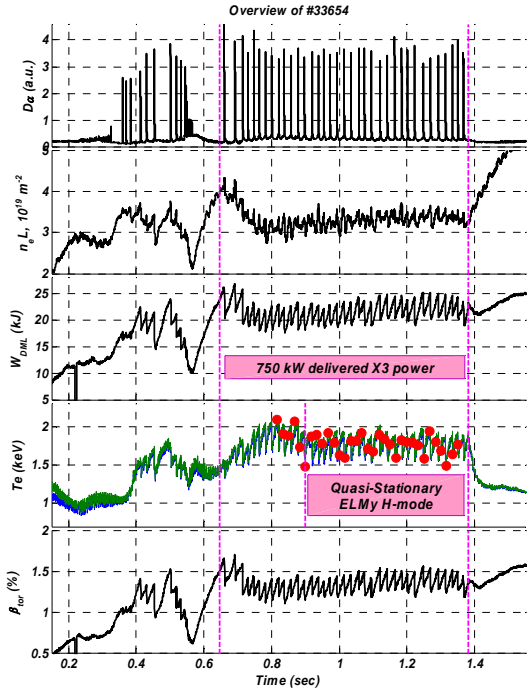 Overview of #33654
Dα (a.u.)
4
3
2
1
0
n_e L, 10^19 m^-2
5
4
3
2
W_DML (kJ)
25
20
15
10
5
750 kW delivered X3 power
Te (keV)
2
1.5
1
Quasi-Stationary
ELMy H-mode
β_tor (%)
2
1.5
1
0.5
0.2 0.4 0.6 0.8 1 1.2 1.4
Time (sec)